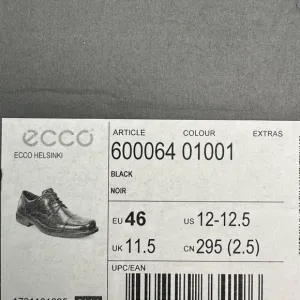 ecco
ARTICLE COLOUR EXTRAS
ECCO HELSINKI
600064 01001
BLACK
NOIR
EU 46 US 12-12.5
UK 11.5 CN 295 (2.5)
UPC/EAN